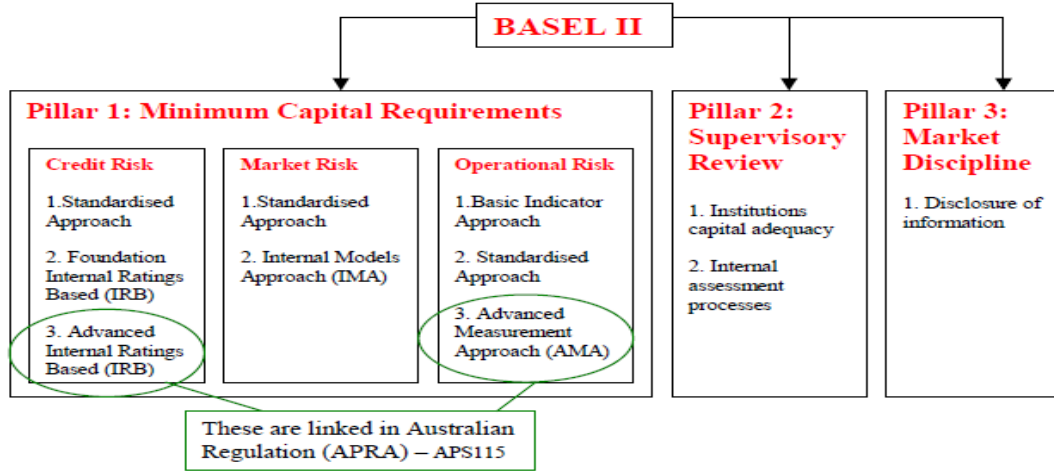 BASEL II
Pillar 1: Minimum Capital Requirements
Credit Risk
1.Standardised
Approach
2. Foundation
Internal Ratings
Based (IRB)
3. Advanced
Internal Ratings
Based (IRB)
Market Risk
1.Standardised
Approach
2. Internal Models
Approach (IMA)
Operational Risk
1.Basic Indicator
Approach
2. Standardised
Approach
3. Advanced
Measurement
Approach (AMA)
Pillar 2:
Supervisory
Review
1. Institutions
capital adequacy
2. Internal
assessment
processes
Pillar 3:
Market
Discipline
1. Disclosure of
information
These are linked in Australian
Regulation (APRA) – APS115